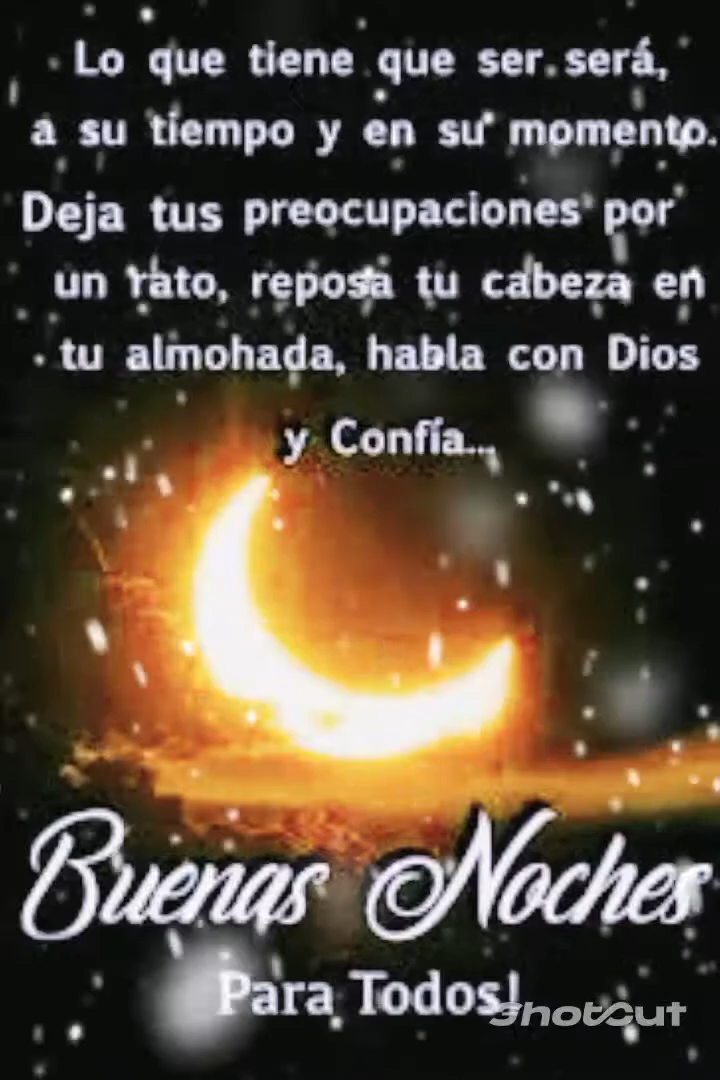 Lo que tiene que ser será,
a su tiempo y en su momento.
Deja tus preocupaciones por
un rato, reposa tu cabeza en
tu almohada, habla con Dios
y Confía...
Buenas Noches
Para Todos!
ShotCut